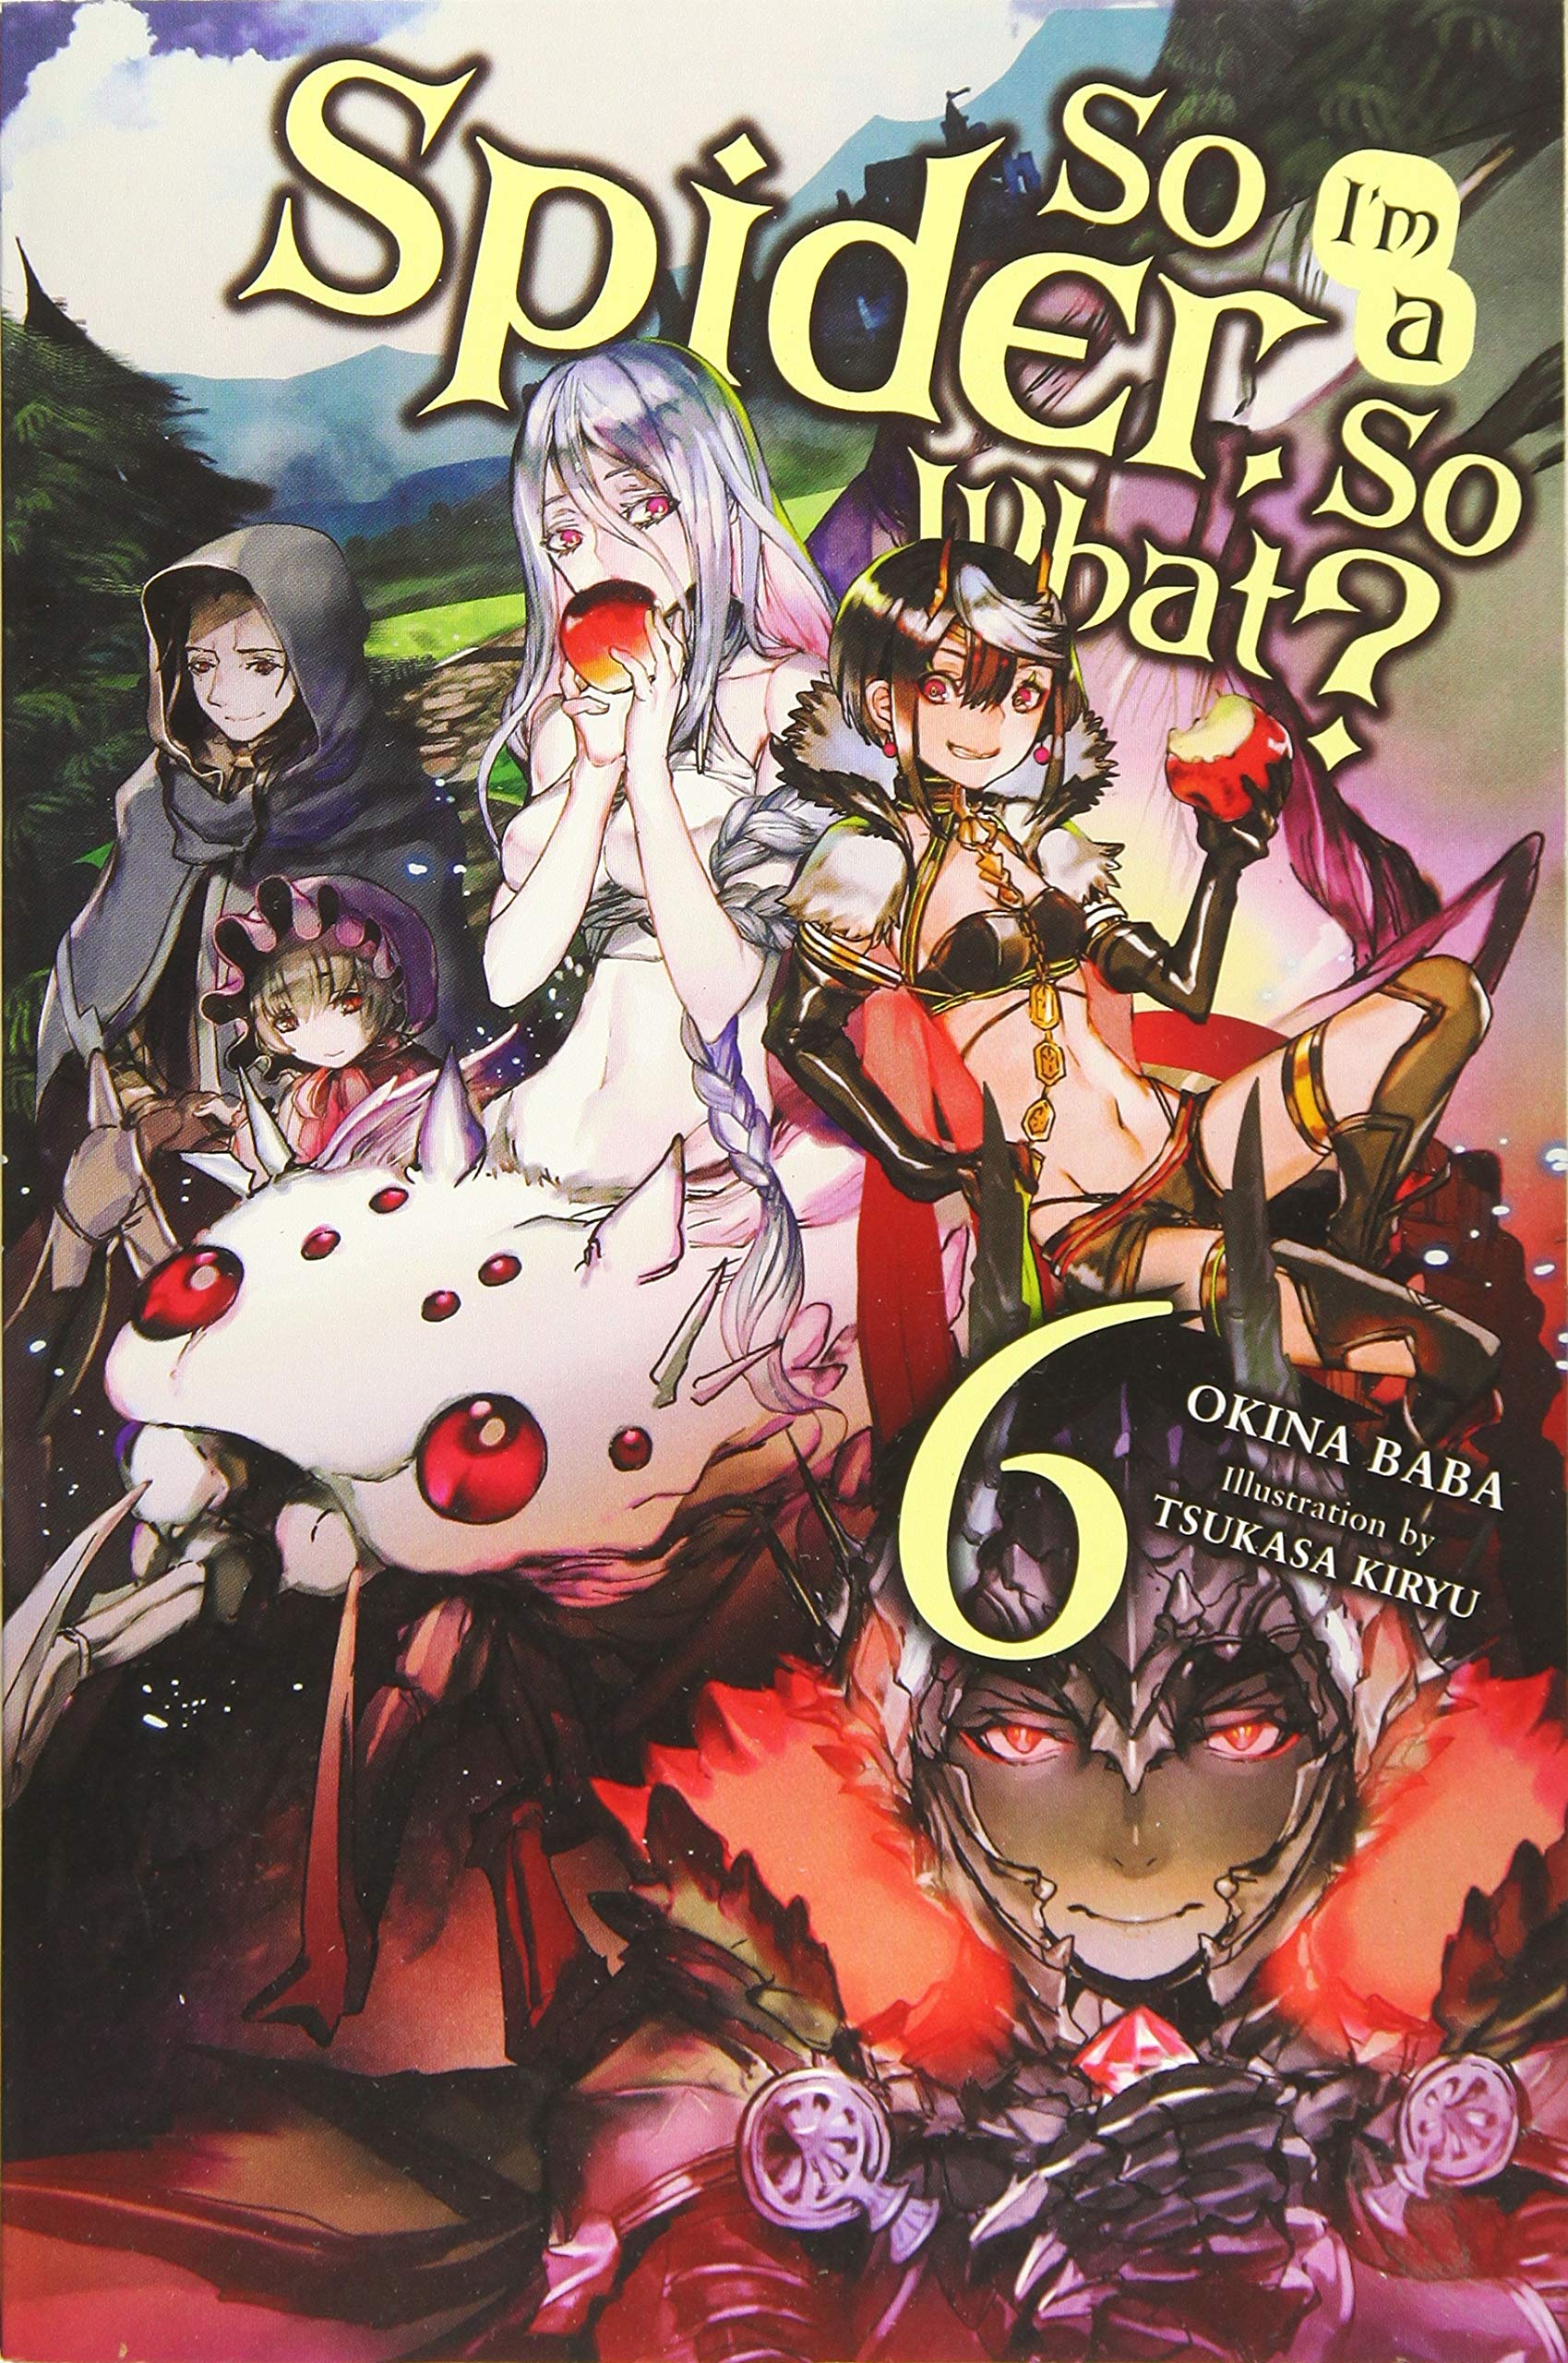 So
I'm
a
Spider,
So
What?
6
OKINA BABA
Illustration by
TSUKASA KIRYU